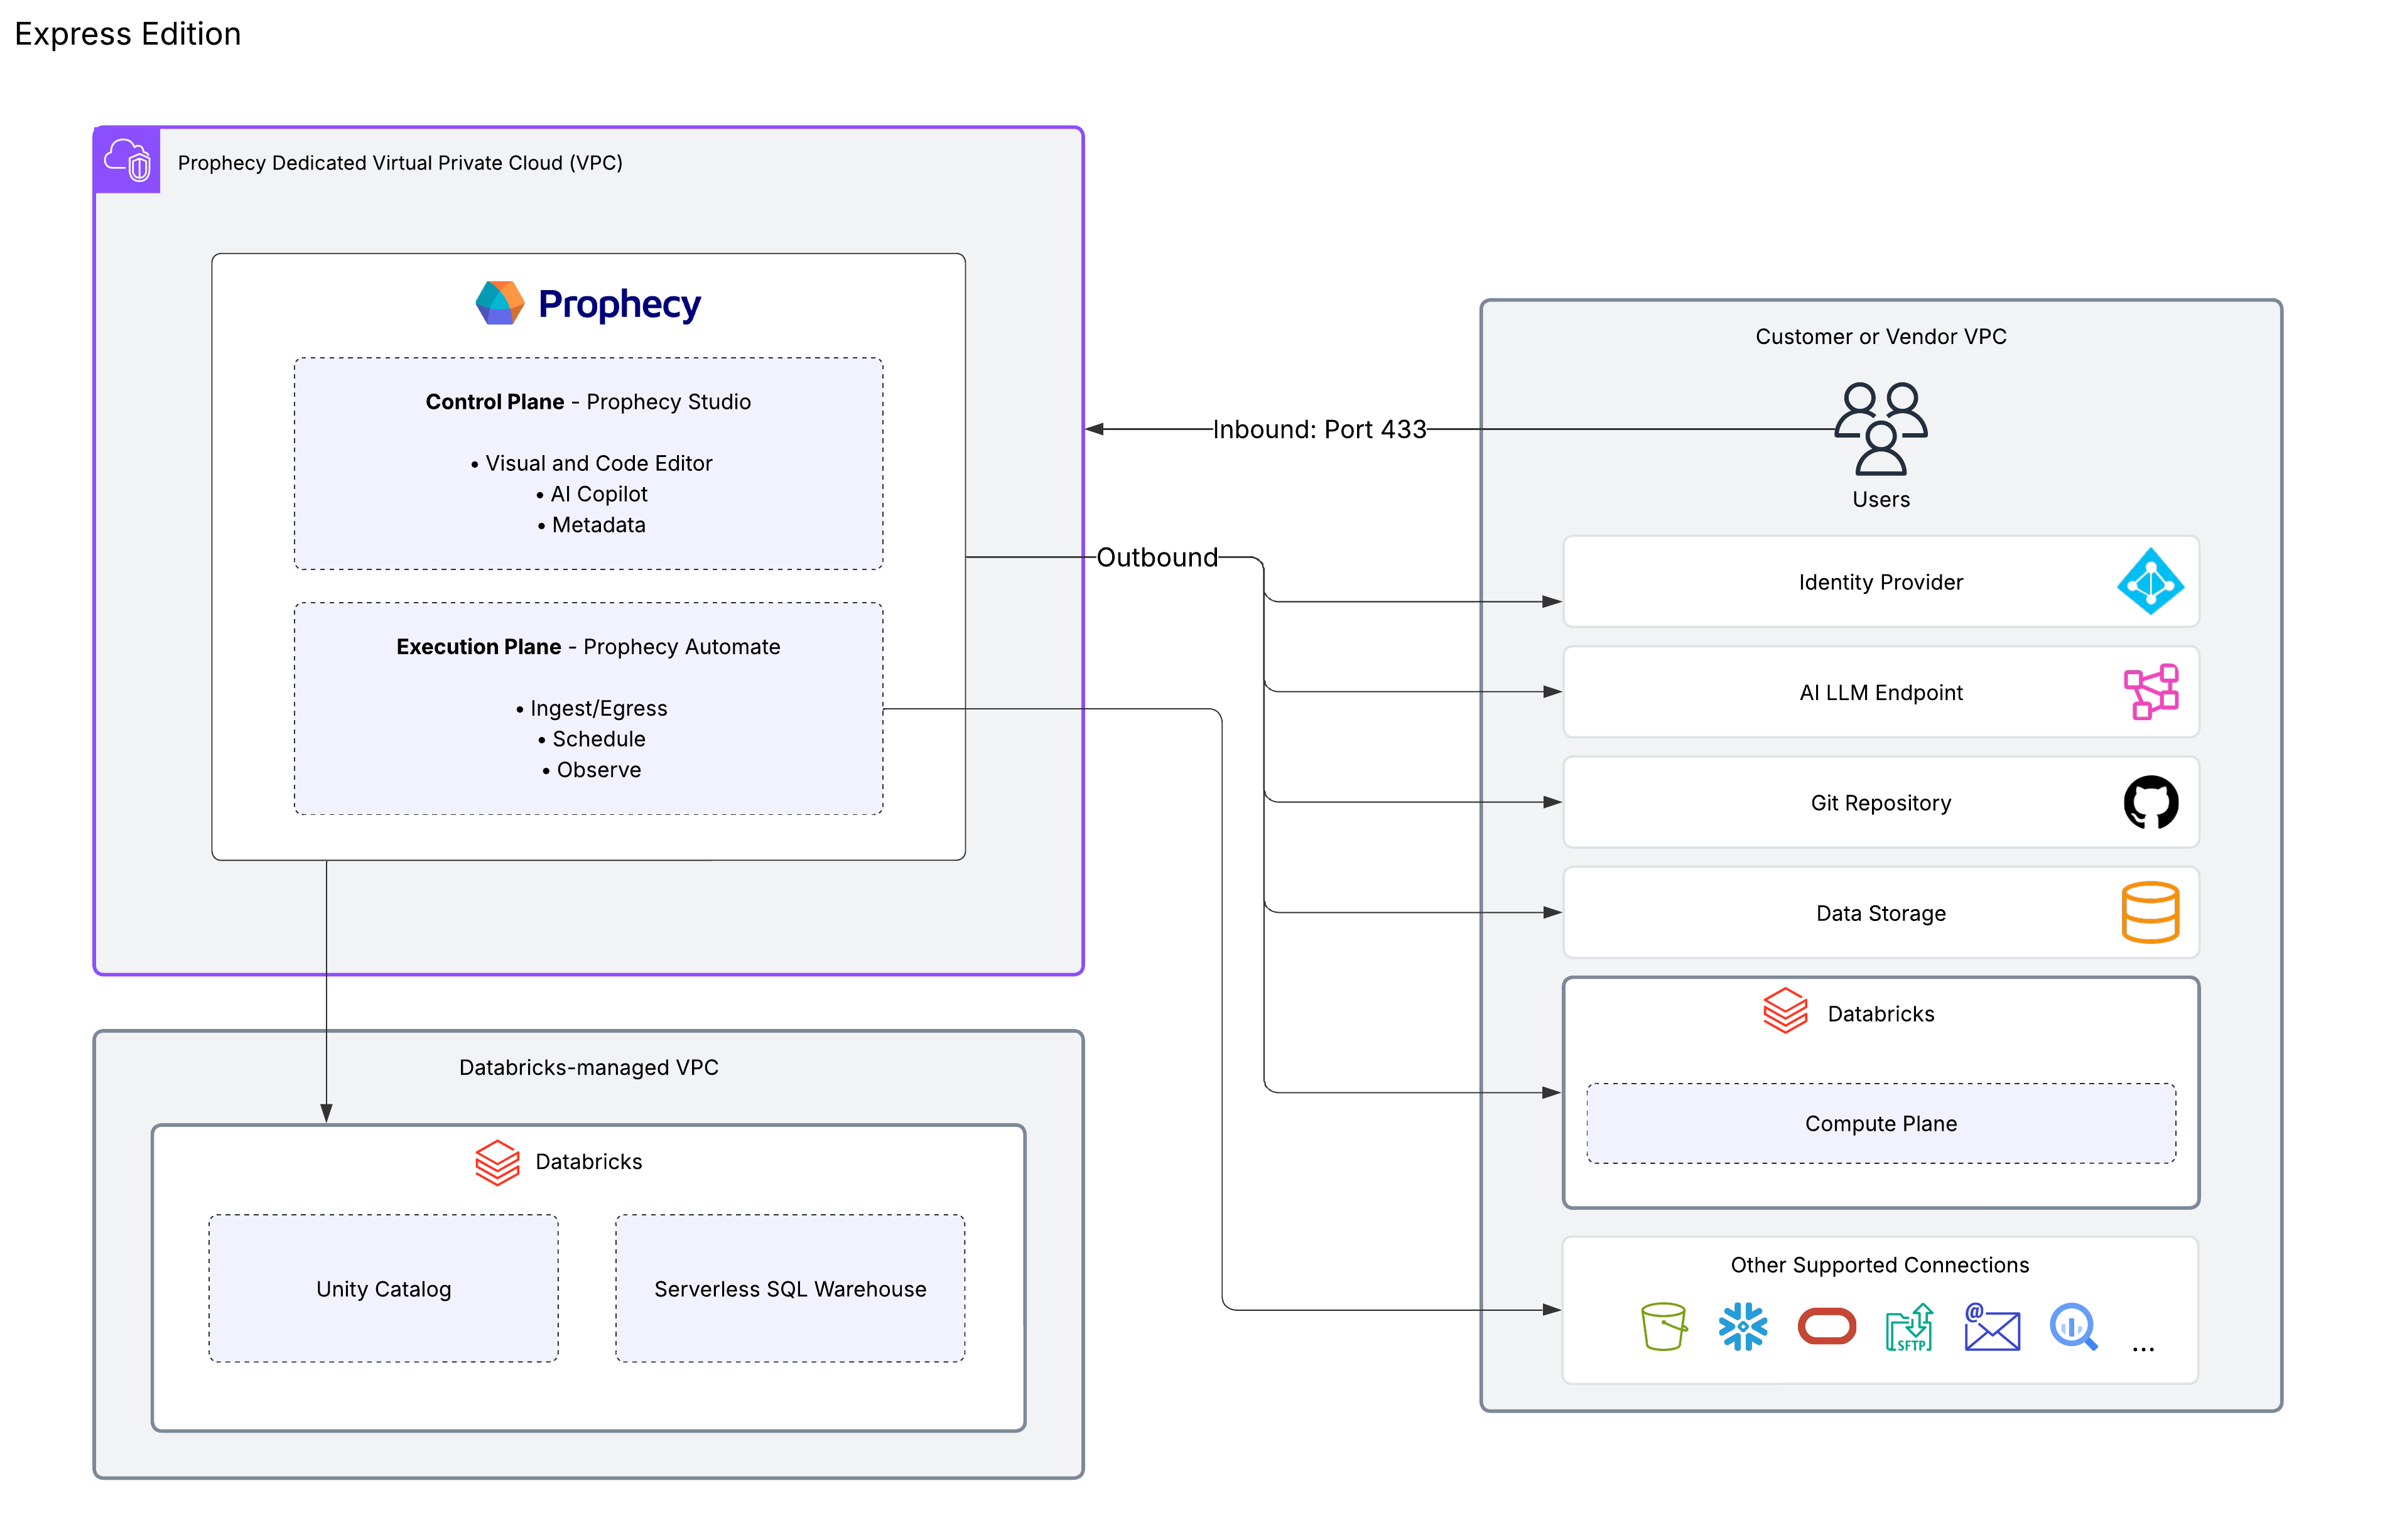 Express Edition
Prophecy Dedicated Virtual Private Cloud (VPC)
Prophecy
Control Plane - Prophecy Studio
• Visual and Code Editor
• AI Copilot
• Metadata
Execution Plane - Prophecy Automate
• Ingest/Egress
• Schedule
• Observe
Inbound: Port 433
Outbound
Customer or Vendor VPC
Users
Identity Provider
AI LLM Endpoint
Git Repository
Data Storage
Databricks
Compute Plane
Other Supported Connections
SFTP
@
...
Databricks-managed VPC
Databricks
Unity Catalog
Serverless SQL Warehouse